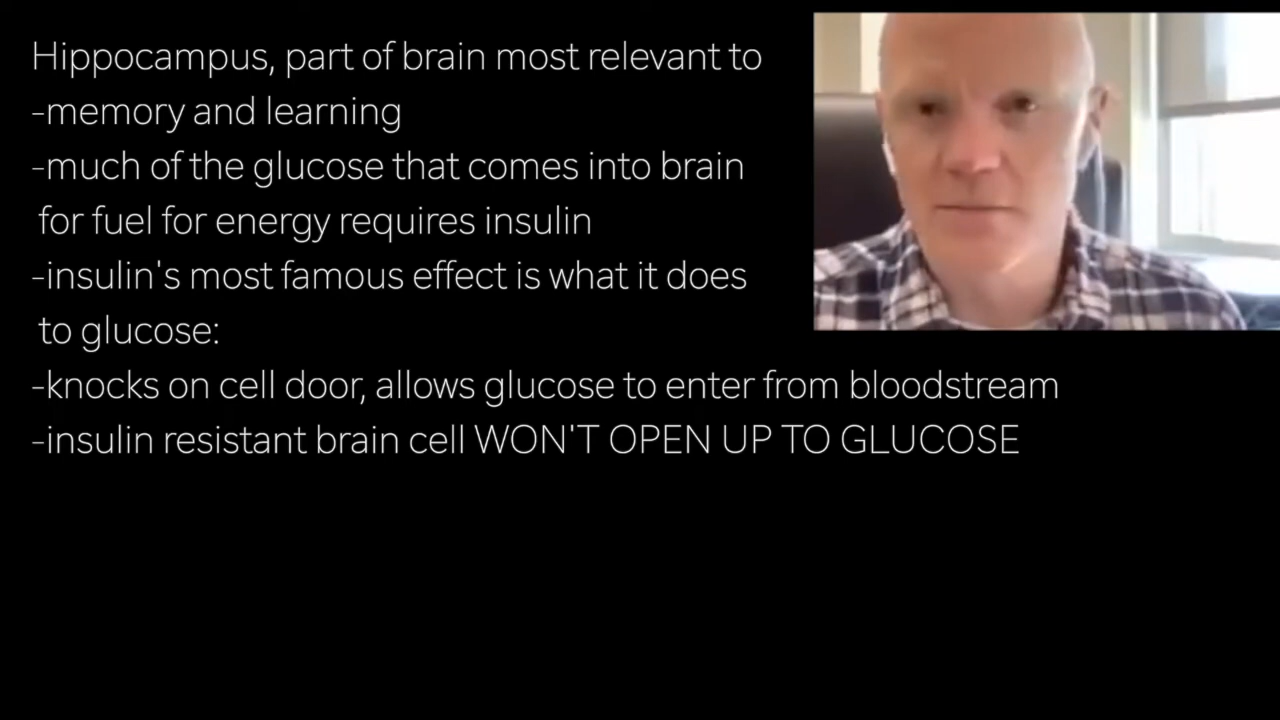 Hippocampus, part of brain most relevant to
-memory and learning
-much of the glucose that comes into brain
for fuel for energy requires insulin
-insulin's most famous effect is what it does
to glucose:
-knocks on cell door, allows glucose to enter from bloodstream
-insulin resistant brain cell WON'T OPEN UP TO GLUCOSE